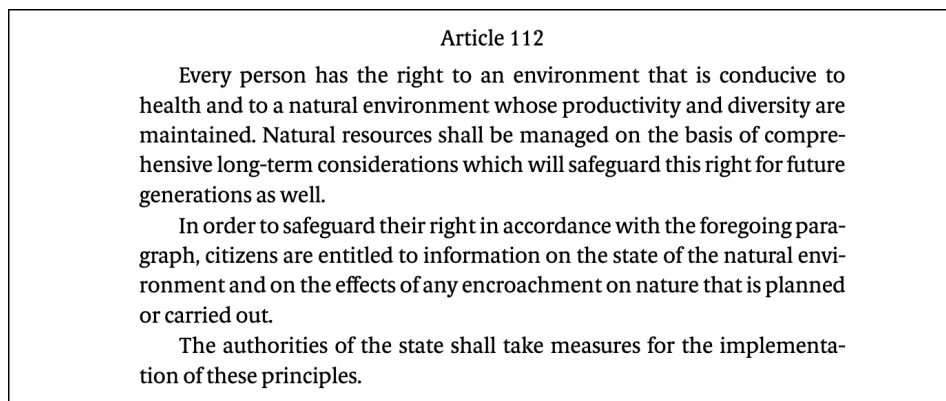 Article 112
Every person has the right to an environment that is conducive to
health and to a natural environment whose productivity and diversity are
maintained. Natural resources shall be managed on the basis of compre-
hensive long-term considerations which will safeguard this right for future
generations as well.
In order to safeguard their right in accordance with the foregoing para-
graph, citizens are entitled to information on the state of the natural envi-
ronment and on the effects of any encroachment on nature that is planned
or carried out.
The authorities of the state shall take measures for the implementa-
tion of these principles.